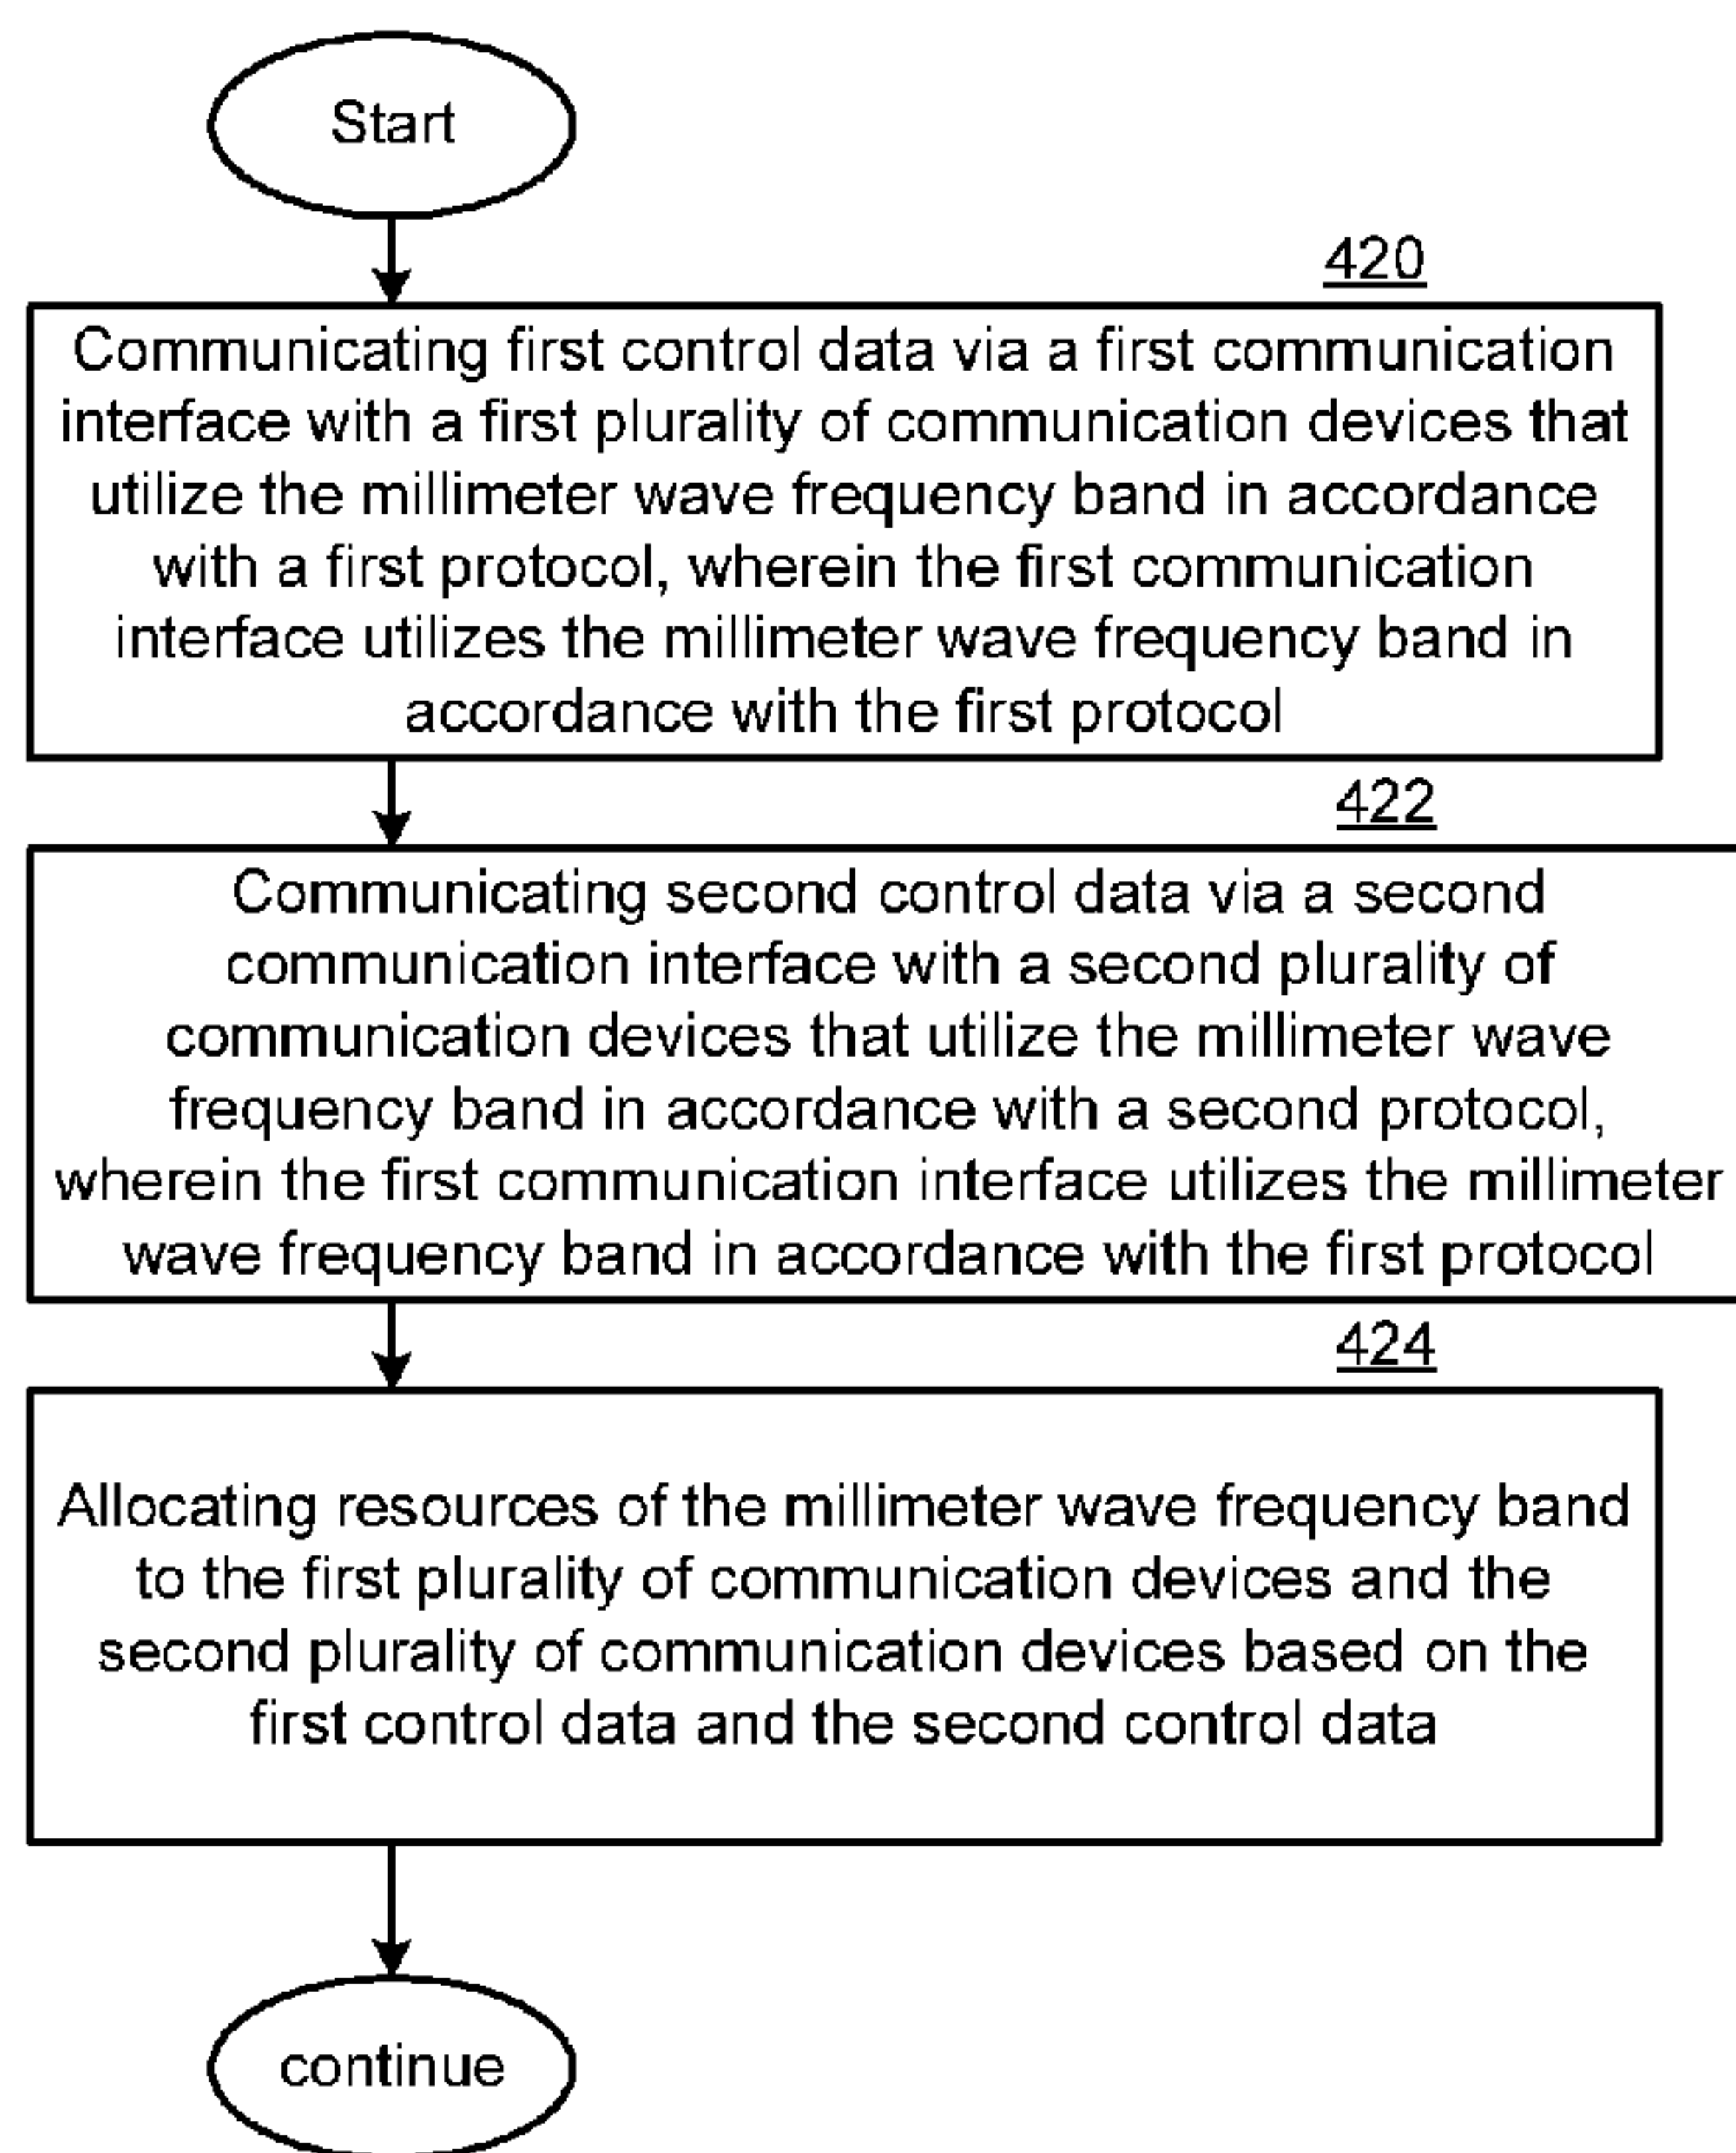 Start
420
Communicating first control data via a first communication
interface with a first plurality of communication devices that
utilize the millimeter wave frequency band in accordance
with a first protocol, wherein the first communication
interface utilizes the millimeter wave frequency band in
accordance with the first protocol
422
Communicating second control data via a second
communication interface with a second plurality of
communication devices that utilize the millimeter wave
frequency band in accordance with a second protocol,
wherein the first communication interface utilizes the millimeter
wave frequency band in accordance with the first protocol
424
Allocating resources of the millimeter wave frequency band
to the first plurality of communication devices and the
second plurality of communication devices based on the
first control data and the second control data
continue